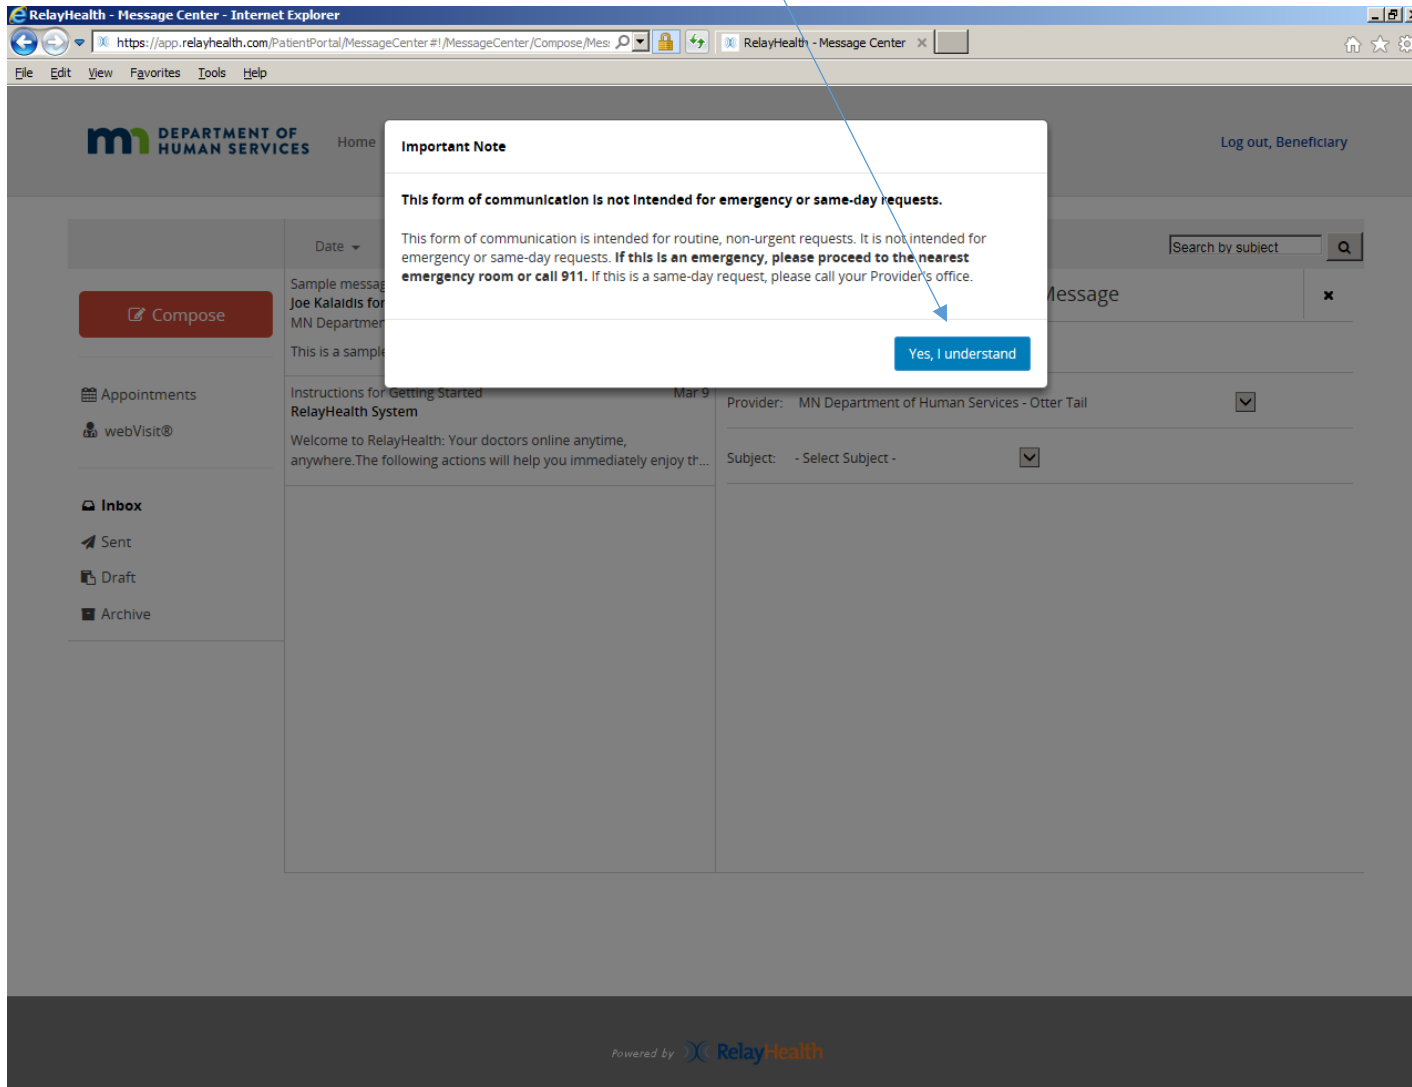 RelayHealth - Message Center - Internet Explorer
https://app.relayhealth.com/PatientPortal/MessageCenter#!/MessageCenter/Compose/Mes
RelayHealth - Message Center
File Edit View Favorites Tools Help
mn DEPARTMENT OF
HUMAN SERVICES
Home
Log out, Beneficiary
Important Note
This form of communication is not intended for emergency or same-day requests.
This form of communication is intended for routine, non-urgent requests. It is not intended for
emergency or same-day requests. If this is an emergency, please proceed to the nearest
emergency room or call 911. If this is a same-day request, please call your Provider's office.
Yes, I understand
Date
Search by subject
Compose
Appointments
webVisit®
Inbox
Sent
Draft
Archive
Sample messag
Joe Kalaidis for
MN Departmer
This is a sample
Instructions for Getting Started Mar 9
RelayHealth System
Welcome to RelayHealth: Your doctors online anytime,
anywhere.The following actions will help you immediately enjoy th...
Message
Provider: MN Department of Human Services - Otter Tail
Subject: - Select Subject -
Powered by RelayHealth